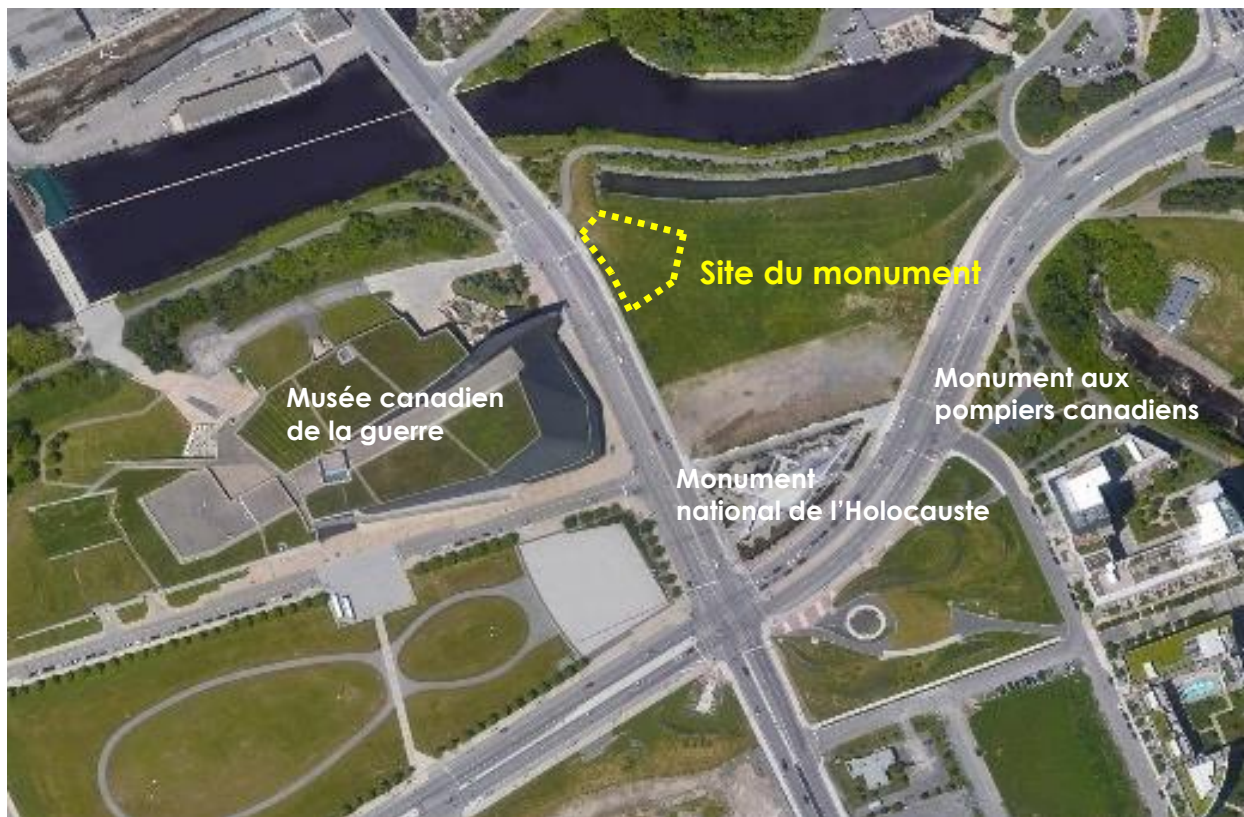 Site du monument
Musée canadien
de la guerre
Monument aux
pompiers canadiens
Monument
national de l'Holocauste